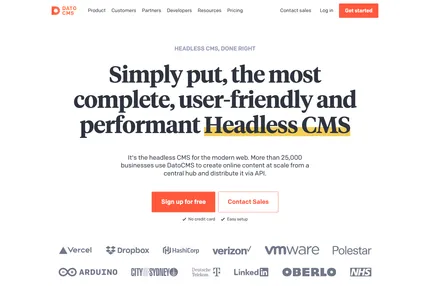 DATO CMS
Product Customers Partners Developers Resources Pricing Contact sales Log in Get started
HEADLESS CMS, DONE RIGHT
Simply put, the most
complete, user-friendly and
performant Headless CMS
It's the headless CMS for the modern web. More than 25,000
businesses use DatoCMS to create online content at scale from a
central hub and distribute it via API.
Sign up for free Contact Sales
No credit card Easy setup
Vercel Dropbox HashiCorp verizon vmware Polestar
ARDUINO CITY OF SYDNEY Deutsche Telekom LinkedIn OBERLO NHS